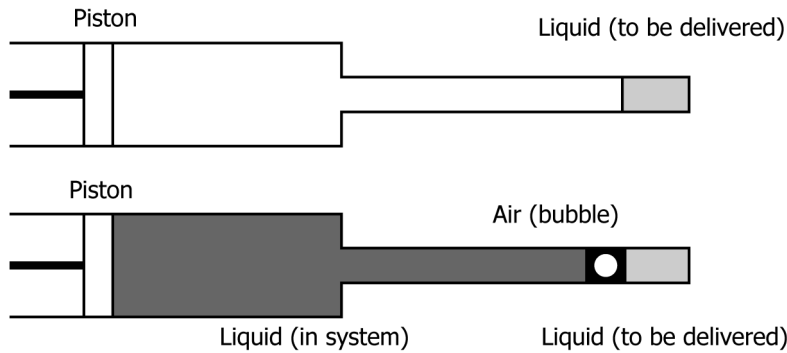 Piston
Liquid (to be delivered)
Piston
Air (bubble)
Liquid (in system)
Liquid (to be delivered)